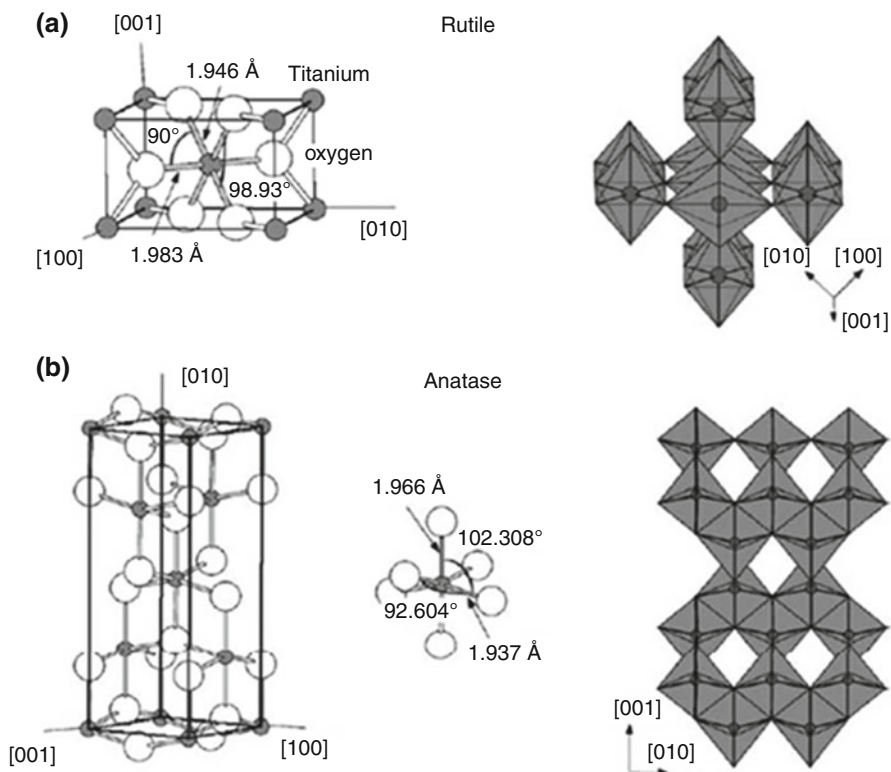 (a)
Rutile
[001]
1.946 Å
Titanium
90°
oxygen
98.93°
[010]
[100]
1.983 Å
[010]
[100]
[001]
(b)
Anatase
[010]
1.966 Å
102.308°
92.604°
1.937 Å
[001]
[100]
[001]
[010]